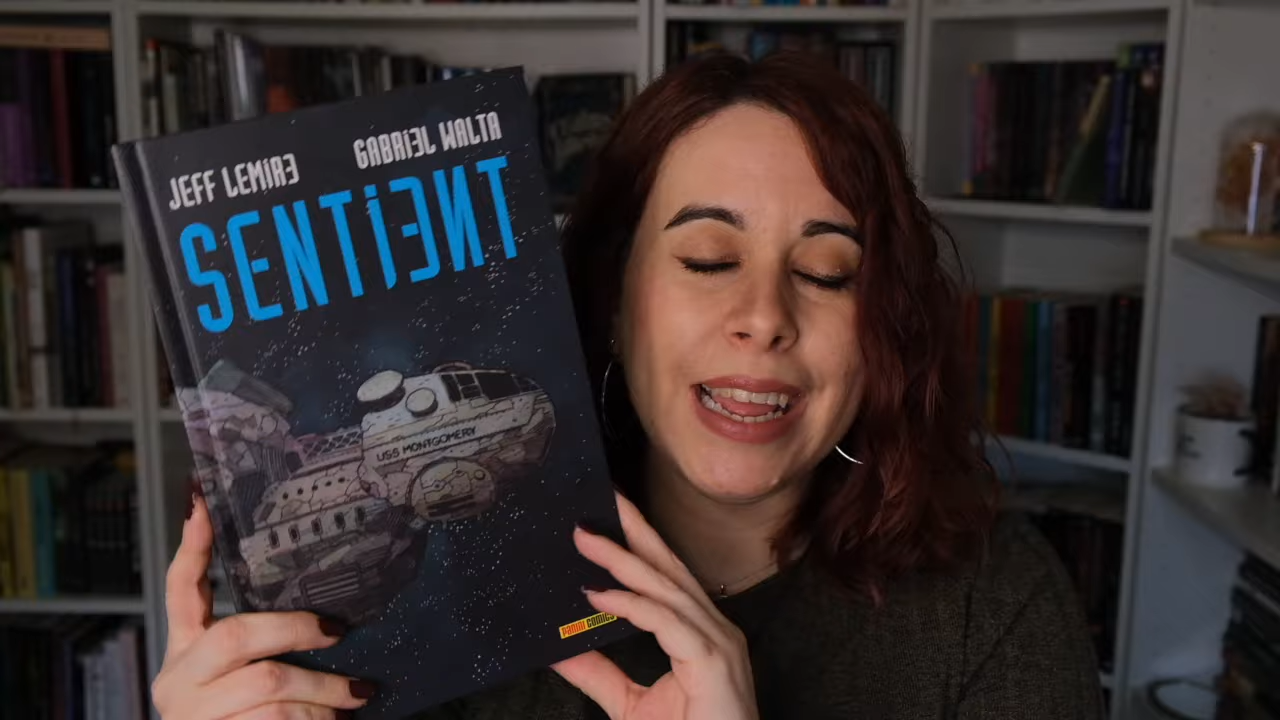 JEFF LEMIRE
GABRIEL WALTA
SENTIENT
USS MONTGOMERY
PANINI COMICS